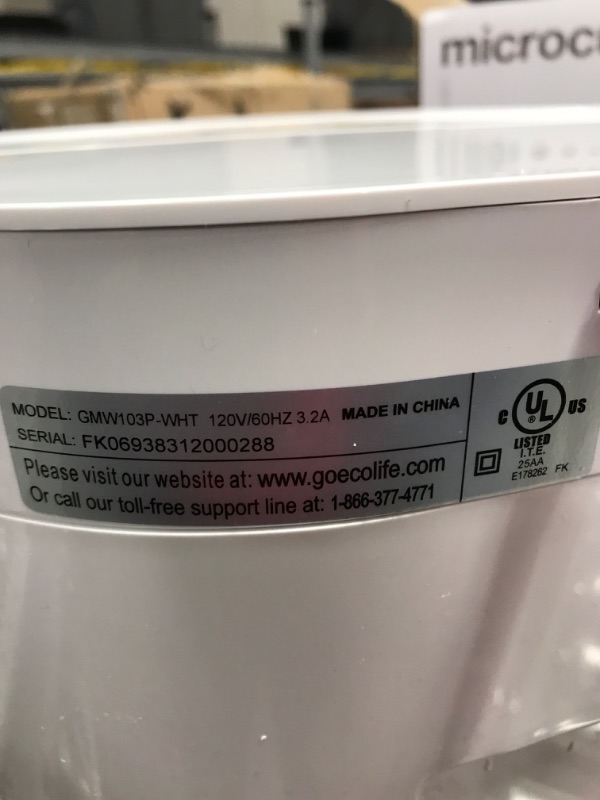 microc
MODEL: GMW103P-WHT 120V/60HZ 3.2A MADE IN CHINA
SERIAL: FK06938312000288
Please visit our website at: www.goecolife.com
Or call our toll-free support line at: 1-866-377-4771
C UL US
LISTED
I.T.E.
25AA
E178262 FK